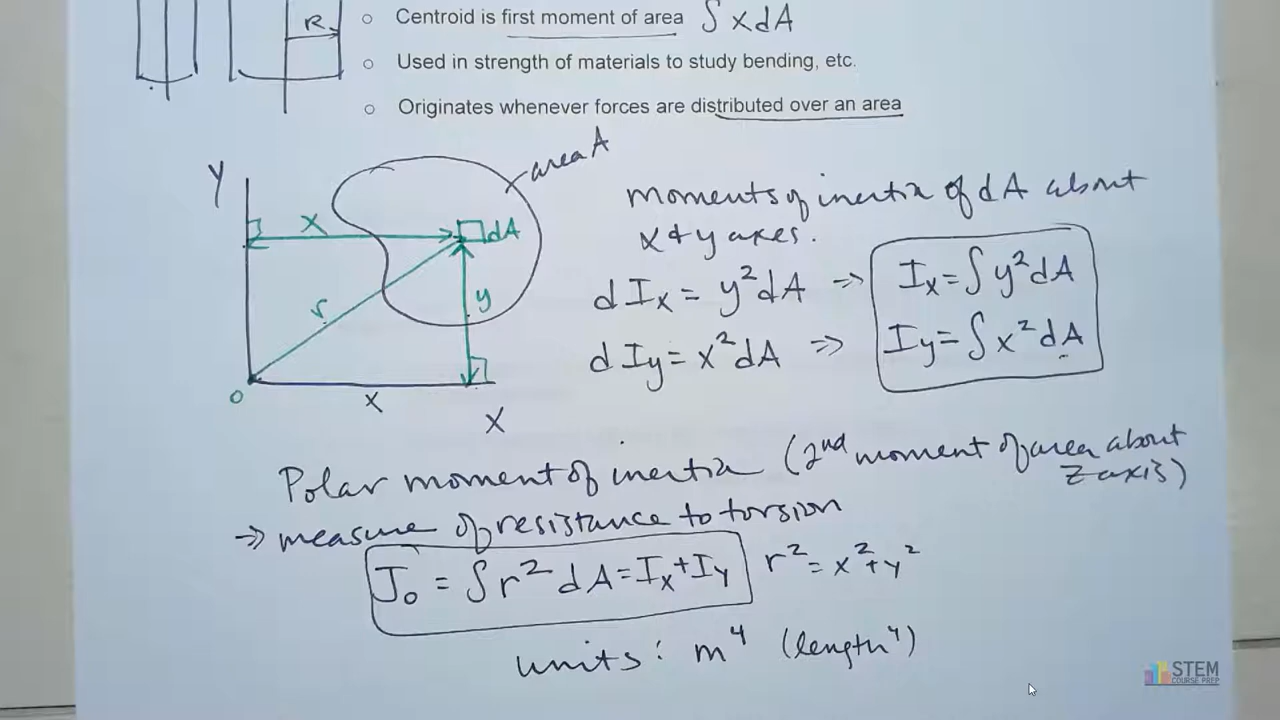 R
Centroid is first moment of area ∫ x dA
Used in strength of materials to study bending, etc.
Originates whenever forces are distributed over an area
Y
area A
x
dA
r
y
o
x
X
moments of inertia of dA about
x & y axes.
dIx = y²dA ⇒ Ix = ∫ y²dA
dIy = x²dA ⇒ Iy = ∫ x²dA
Polar moment of inertia (2nd moment of area about
z axis)
⇒ measure of resistance to torsion
Jo = ∫ r² dA = Ix + Iy r² = x² + y²
units: m⁴ (length⁴)
STEM
COURSE PREP